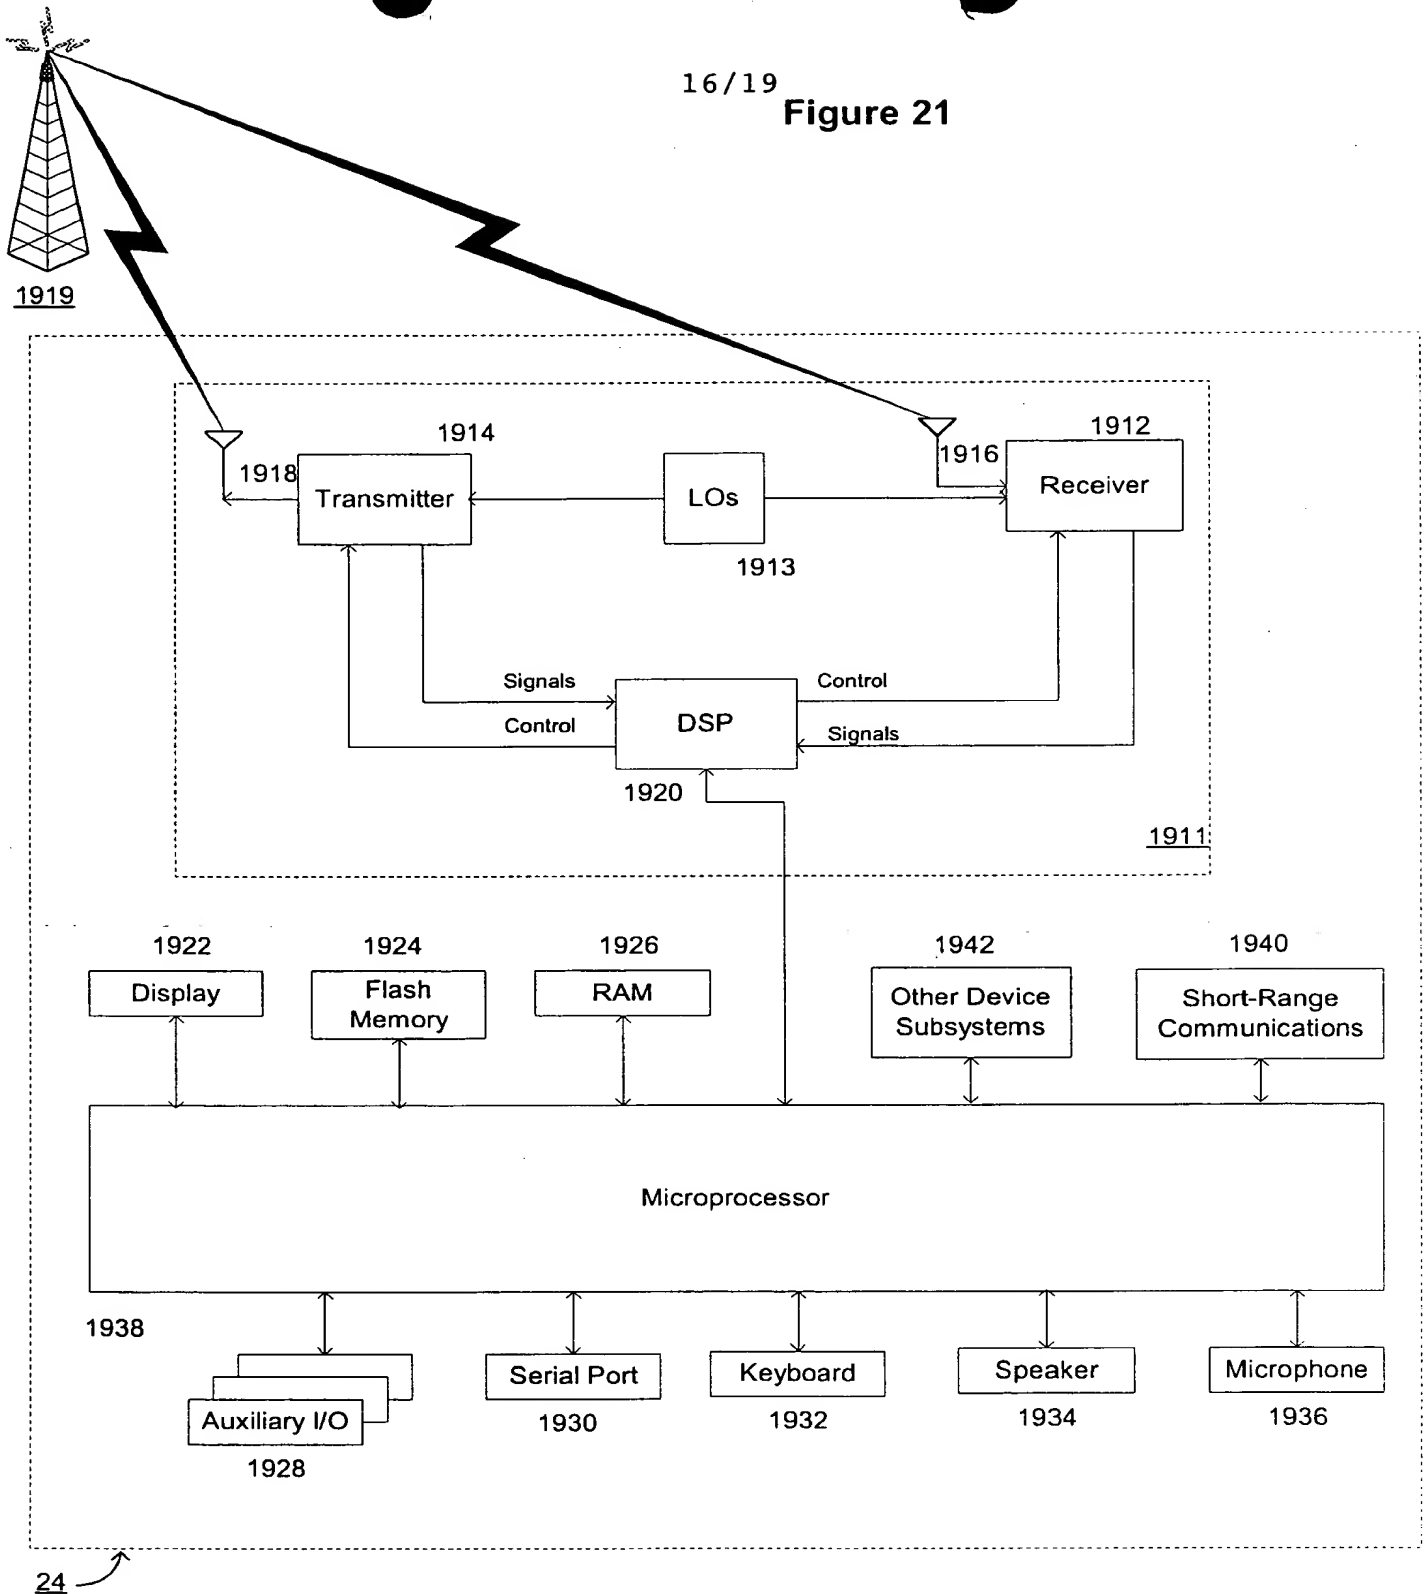 16/19
Figure 21
1919
1914
1912
1918
1916
Transmitter
LOs
Receiver
1913
Signals
Control
Control
DSP
Signals
1920
1911
1922
1924
1926
1942
1940
Display
Flash
Memory
RAM
Other Device
Subsystems
Short-Range
Communications
Microprocessor
1938
Auxiliary I/O
Serial Port
Keyboard
Speaker
Microphone
1928
1930
1932
1934
1936
24